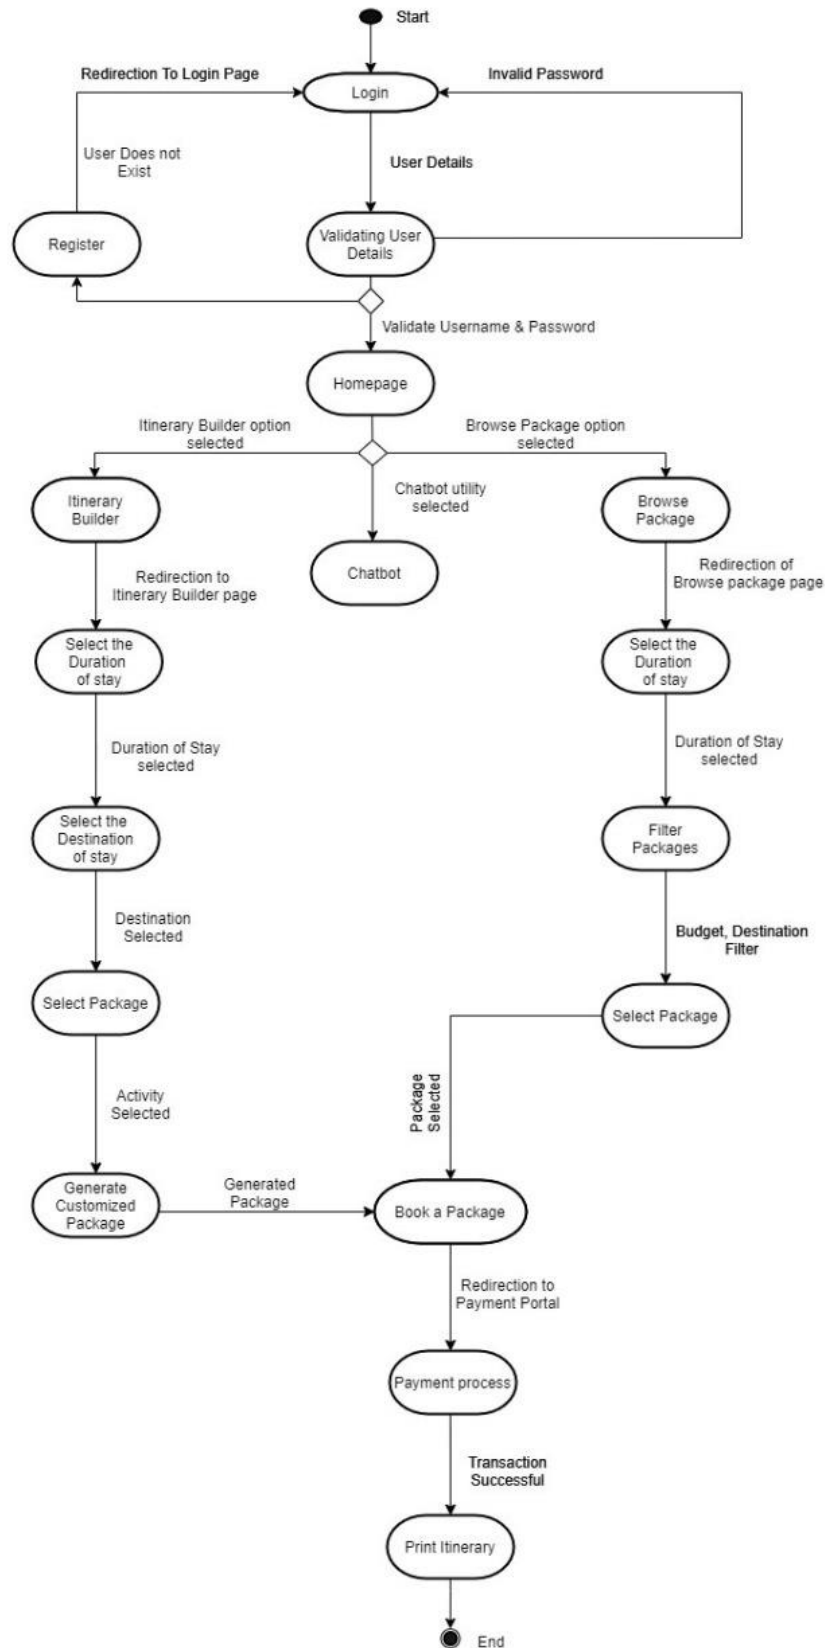 Start
Redirection To Login Page
Invalid Password
Login
User Does not
Exist
User Details
Register
Validating User
Details
Validate Username & Password
Homepage
Itinerary Builder option
selected
Browse Package option
selected
Chatbot utility
selected
Itinerary
Builder
Browse
Package
Chatbot
Redirection to
Itinerary Builder page
Redirection of
Browse package page
Select the
Duration
of stay
Select the
Duration
of stay
Duration of Stay
selected
Duration of Stay
selected
Select the
Destination
of stay
Filter
Packages
Destination
Selected
Budget, Destination
Filter
Select Package
Select Package
Activity
Selected
Package
Selected
Generate
Customized
Package
Generated
Package
Book a Package
Redirection to
Payment Portal
Payment process
Transaction
Successful
Print Itinerary
End